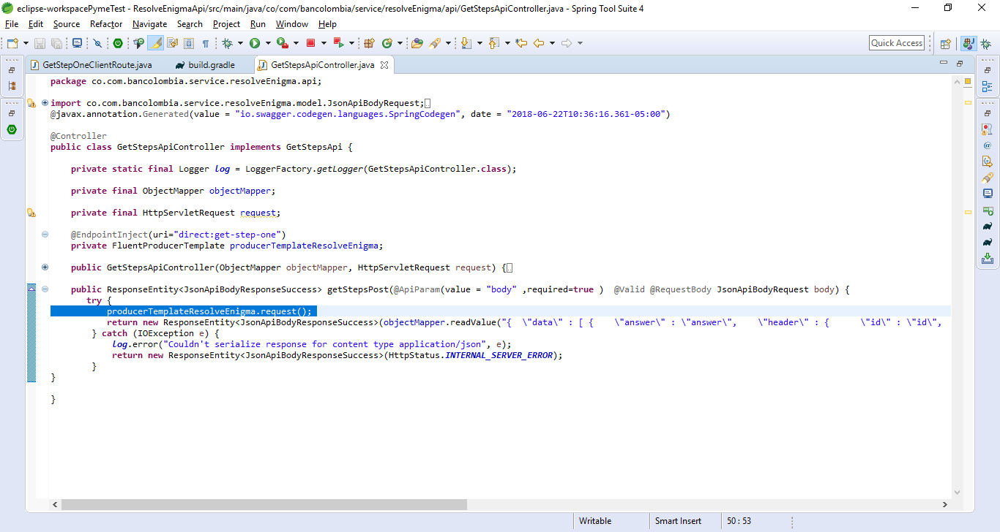 eclipse-workspacePymeTest - ResolveEnigmaApi/src/main/java/co/com/bancolombia/service/resolveEnigma/api/GetStepsApiController.java - Spring Tool Suite 4
File Edit Source Refactor Navigate Search Project Run Window Help
Quick Access
GetStepOneClientRoute.java build.gradle GetStepsApiController.java
package co.com.bancolombia.service.resolveEnigma.api;
import co.com.bancolombia.service.resolveEnigma.model.JsonApiBodyRequest;
@javax.annotation.Generated(value = "io.swagger.codegen.languages.SpringCodegen", date = "2018-06-22T10:36:16.361-05:00")
@Controller
public class GetStepsApiController implements GetStepsApi {
private static final Logger log = LoggerFactory.getLogger(GetStepsApiController.class);
private final ObjectMapper objectMapper;
private final HttpServletRequest request;
@EndpointInject(uri="direct:get-step-one")
private FluentProducerTemplate producerTemplateResolveEnigma;
public GetStepsApiController(ObjectMapper objectMapper, HttpServletRequest request) {
public ResponseEntity<JsonApiBodyResponseSuccess> getStepsPost(@ApiParam(value = "body" ,required=true ) @Valid @RequestBody JsonApiBodyRequest body) {
try {
producerTemplateResolveEnigma.request();
return new ResponseEntity<JsonApiBodyResponseSuccess>(objectMapper.readValue("{ \"data\" : [ { \"answer\" : \"answer\", \"header\" : { \"id\" : \"id\",
} catch (IOException e) {
log.error("Couldn't serialize response for content type application/json", e);
return new ResponseEntity<JsonApiBodyResponseSuccess>(HttpStatus.INTERNAL_SERVER_ERROR);
}
}
}
Writable Smart Insert 50 : 53